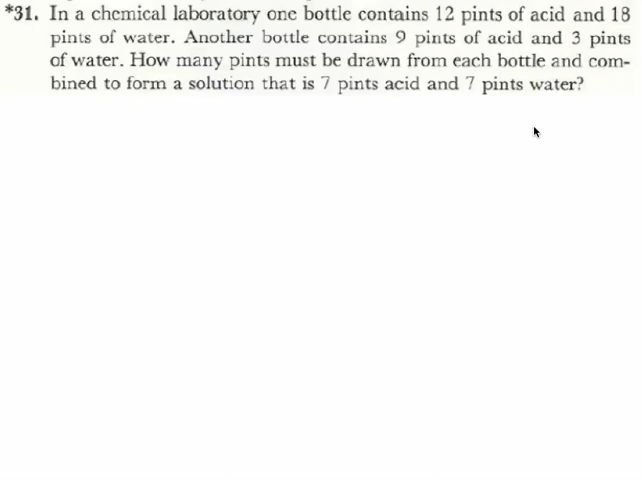 *31. In a chemical laboratory one bottle contains 12 pints of acid and 18
pints of water. Another bottle contains 9 pints of acid and 3 pints
of water. How many pints must be drawn from each bottle and com-
bined to form a solution that is 7 pints acid and 7 pints water?